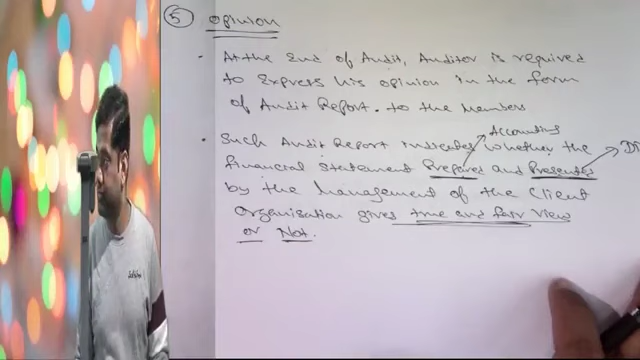 5 opinion
At the End of Audit, Auditor is required
to Express his opinion in the form
of Audit Report. to the Members
Accounting
Such Audit Report indicates whether the
Di
financial statement Prepared and Presented
by the Management of the Client
Organisation gives true and fair view
or Not.